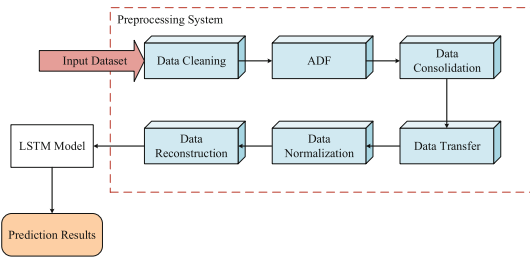 Preprocessing System
Input Dataset
Data Cleaning
ADF
Data
Consolidation
Data Transfer
Data
Normalization
Data
Reconstruction
LSTM Model
Prediction Results